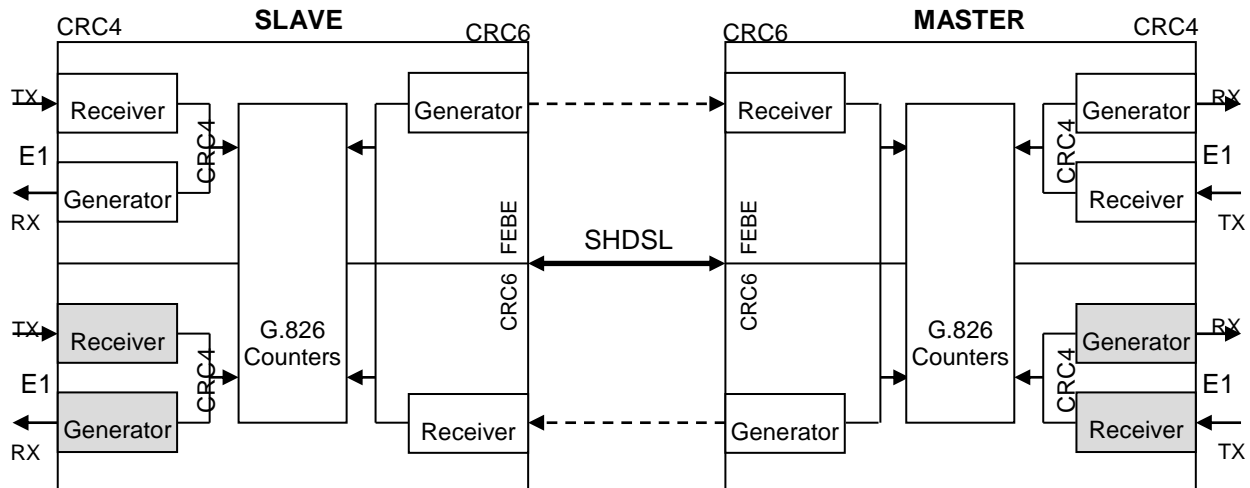 SLAVE
MASTER
CRC4
CRC6
CRC6
CRC4
TX
Receiver
CRC4
Generator
Receiver
Generator
RX
E1
CRC4
E1
RX
Generator
FEBE
SHDSL
FEBE
Receiver
TX
CRC6
CRC6
TX
Receiver
CRC4
G.826
Counters
G.826
Counters
CRC4
Generator
RX
E1
E1
RX
Generator
Receiver
Generator
Receiver
TX